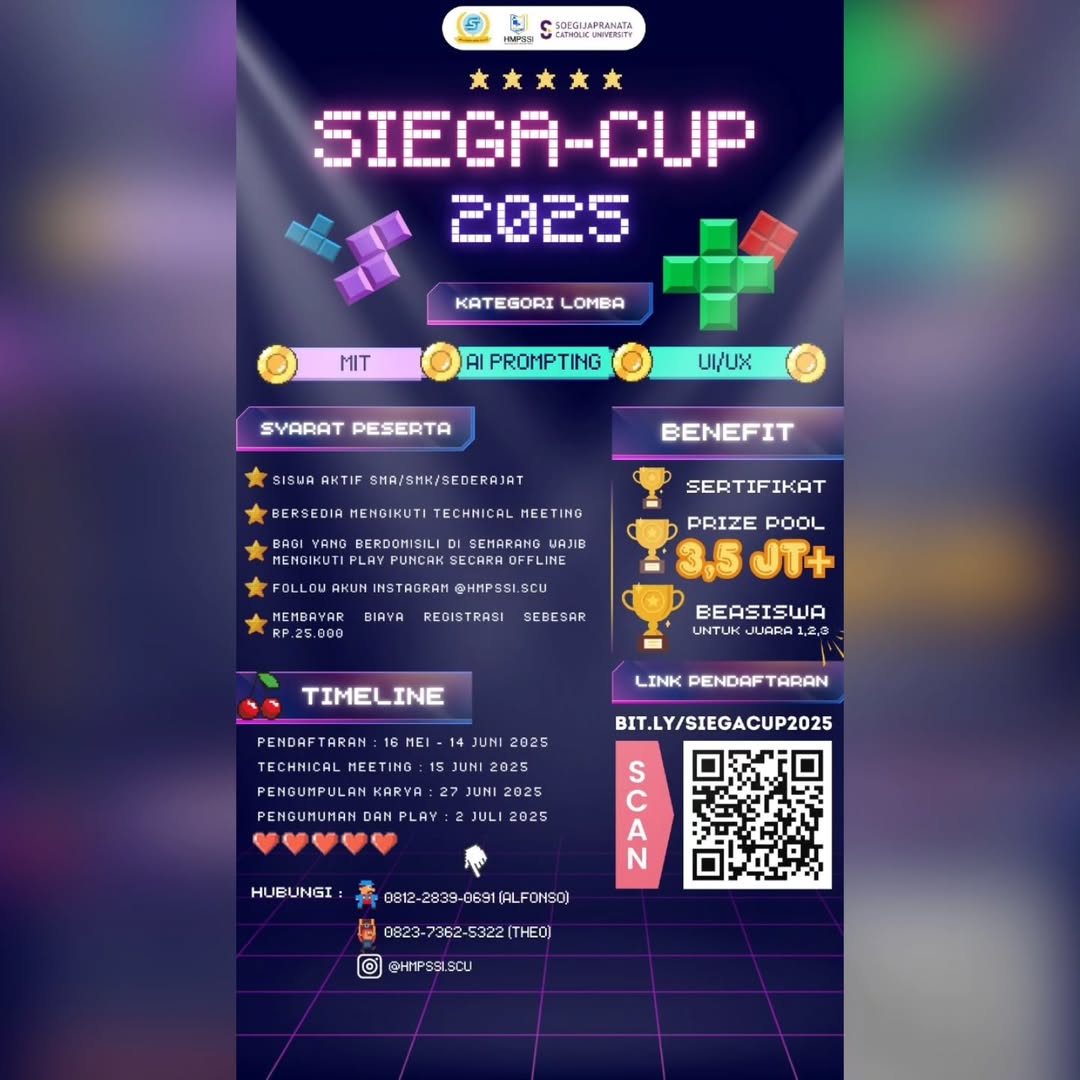 HMPSSI
SOEGIJAPRANATA
CATHOLIC UNIVERSITY
SIEGA-CUP
2025
KATEGORI LOMBA
MIT
AI PROMPTING
UI/UX
SYARAT PESERTA
SISWA AKTIF SMA/SMK/SEDERAJAT
BERSEDIA MENGIKUTI TECHNICAL MEETING
BAGI YANG BERDOMISILI DI SEMARANG WAJIB
MENGIKUTI PLAY PUNCAK SECARA OFFLINE
FOLLOW AKUN INSTAGRAM @HMPSSI.SCU
MEMBAYAR BIAYA REGISTRASI SEBESAR
RP.25.000
BENEFIT
SERTIFIKAT
PRIZE POOL
3,5 JT+
BEASISWA
UNTUK JUARA 1,2,3
TIMELINE
PENDAFTARAN : 16 MEI - 14 JUNI 2025
TECHNICAL MEETING : 15 JUNI 2025
PENGUMPULAN KARYA : 27 JUNI 2025
PENGUMUMAN DAN PLAY : 2 JULI 2025
LINK PENDAFTARAN
BIT.LY/SIEGACUP2025
SCAN
HUBUNGI :
0812-2839-0691 (ALFONSO)
0823-7362-5322 (THEO)
@HMPSSI.SCU